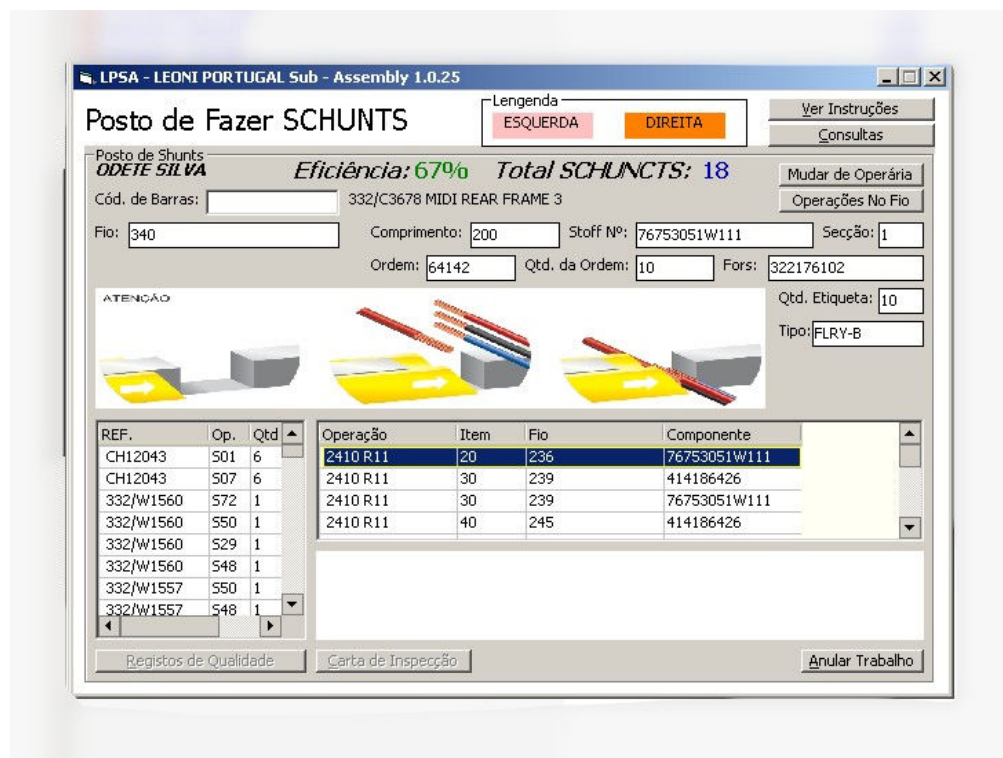 LPSA - LEONI PORTUGAL Sub - Assembly 1.0.25
Posto de Fazer SCHUNTS
Lengenda
ESQUERDA DIREITA
Ver Instruções
Consultas
Posto de Shunts
ODETE SILVA Eficiência: 67% Total SCHUNCTS: 18
Mudar de Operária
Cód. de Barras: 332/C3678 MIDI REAR FRAME 3
Operações No Fio
Fio: 340 Comprimento: 200 Stoff Nº: 76753051W111 Secção: 1
Ordem: 64142 Qtd. da Ordem: 10 Fors: 322176102
ATENÇÃO
Qtd. Etiqueta: 10
Tipo: FLRY-B
REF. Op. Qtd
CH12043 S01 6
CH12043 S07 6
332/W1560 S72 1
332/W1560 S50 1
332/W1560 S29 1
332/W1560 S48 1
332/W1557 S50 1
332/W1557 S48 1
Operação Item Fio Componente
2410 R11 20 236 76753051W111
2410 R11 30 239 414186426
2410 R11 30 239 76753051W111
2410 R11 40 245 414186426
Registos de Qualidade Carta de Inspecção Anular Trabalho